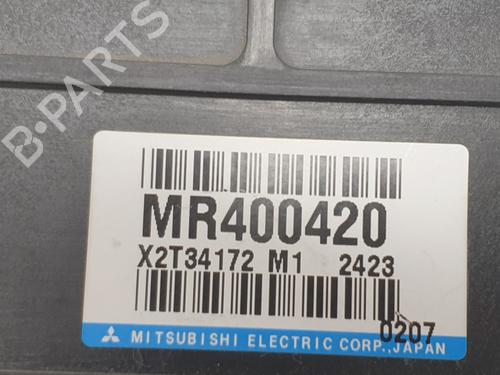 B-PARTS
MR400420
X2T34172 M1 2423
0207
MITSUBISHI ELECTRIC CORP.,JAPAN